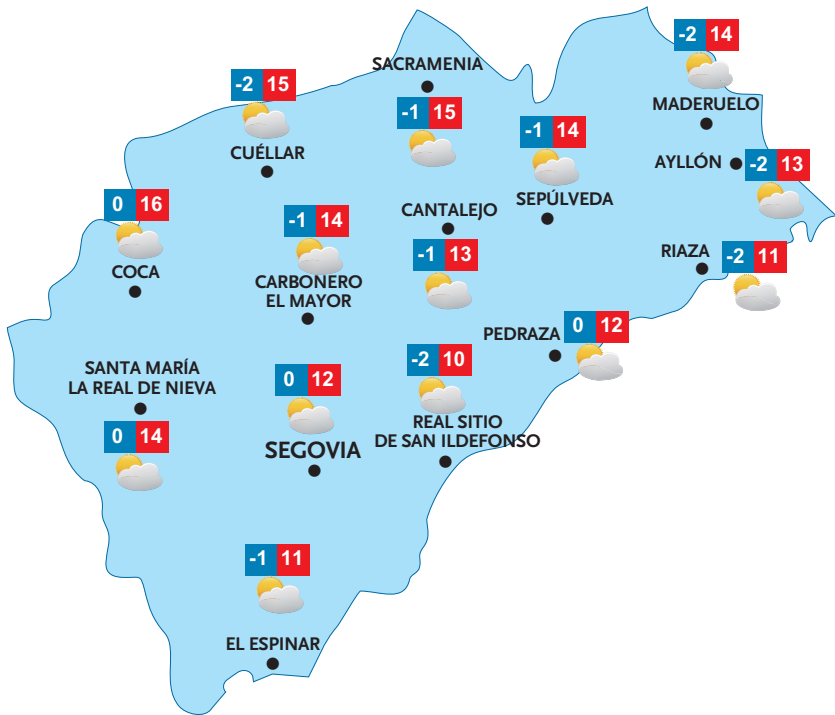 -2 14
MADERUELO
SACRAMENIA
-1 15
-2 15
CUÉLLAR
-1 14
SEPÚLVEDA
AYLLÓN
-2 13
0 16
COCA
-1 14
CARBONERO
EL MAYOR
CANTALEJO
-1 13
RIAZA
-2 11
PEDRAZA
0 12
SANTA MARÍA
LA REAL DE NIEVA
0 14
0 12
SEGOVIA
-2 10
REAL SITIO
DE SAN ILDEFONSO
-1 11
EL ESPINAR